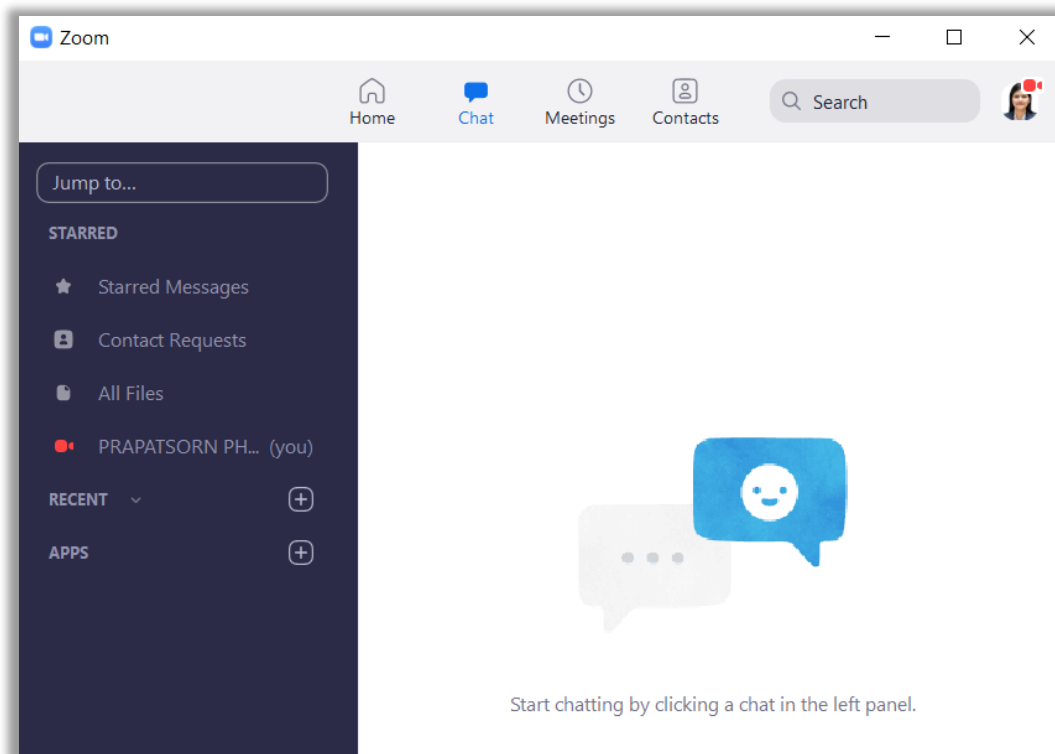 Zoom
Home Chat Meetings Contacts Search
Jump to...
STARRED
Starred Messages
Contact Requests
All Files
PRAPATSORN PH... (you)
RECENT
APPS
Start chatting by clicking a chat in the left panel.